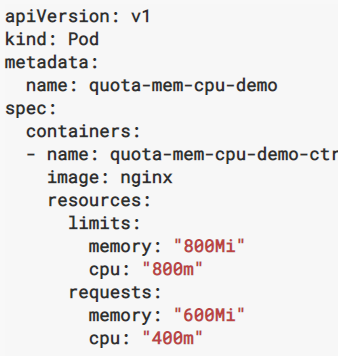 apiVersion: v1
kind: Pod
metadata:
  name: quota-mem-cpu-demo
spec:
  containers:
  - name: quota-mem-cpu-demo-ctr
    image: nginx
    resources:
      limits:
        memory: "800Mi"
        cpu: "800m"
      requests:
        memory: "600Mi"
        cpu: "400m"